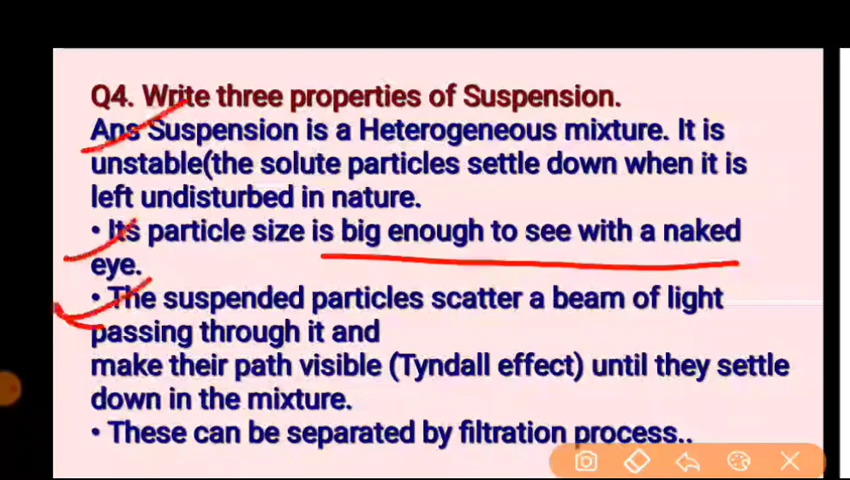 Q4. Write three properties of Suspension.
Ans Suspension is a Heterogeneous mixture. It is
unstable(the solute particles settle down when it is
left undisturbed in nature.
• Its particle size is big enough to see with a naked
eye.
• The suspended particles scatter a beam of light
passing through it and
make their path visible (Tyndall effect) until they settle
down in the mixture.
• These can be separated by filtration process..